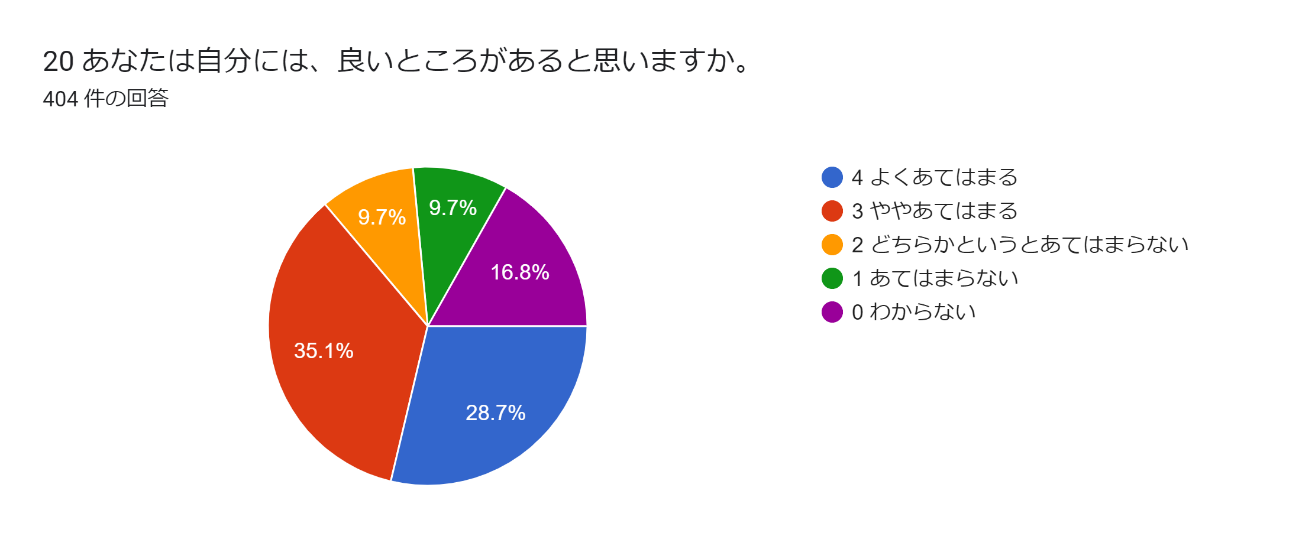 20 あなたは自分には、良いところがあると思いますか。
404 件の回答
9.7%
9.7%
16.8%
35.1%
28.7%
4 よくあてはまる
3 ややあてはまる
2 どちらかというとあてはまらない
1 あてはまらない
0 わからない